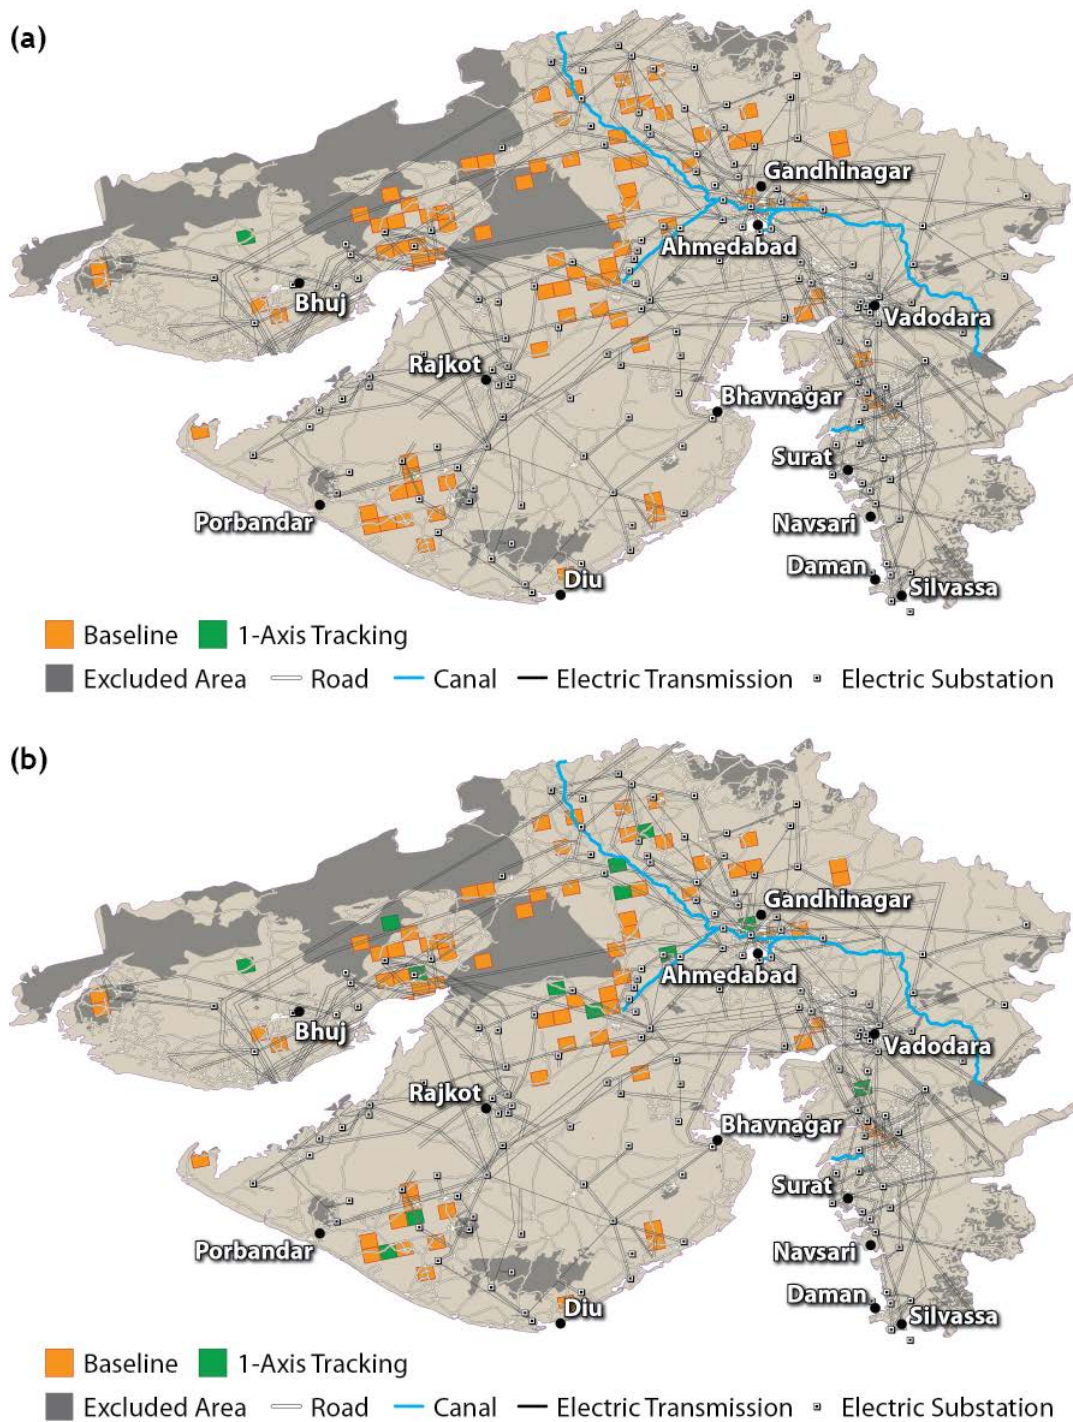 (a)
Gandhinagar
Ahmedabad
Bhuj
Vadodara
Rajkot
Bhavnagar
Surat
Porbandar
Navsari
Daman
Diu
Silvassa
Baseline 1-Axis Tracking
Excluded Area Road Canal Electric Transmission Electric Substation
(b)
Gandhinagar
Ahmedabad
Bhuj
Vadodara
Rajkot
Bhavnagar
Surat
Porbandar
Navsari
Daman
Diu
Silvassa
Baseline 1-Axis Tracking
Excluded Area Road Canal Electric Transmission Electric Substation